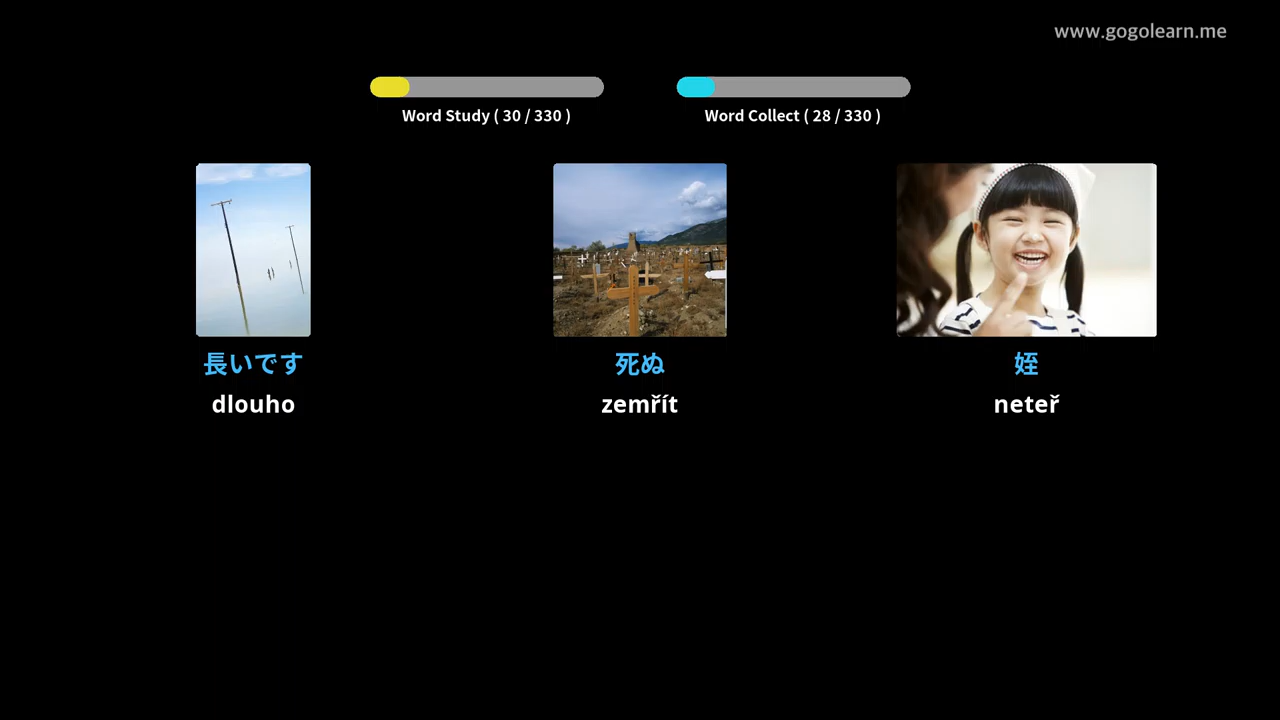 www.gogolearn.me
Word Study ( 30 / 330 )
Word Collect ( 28 / 330 )
長いです
死ぬ
姪
dlouho
zemřít
neteř